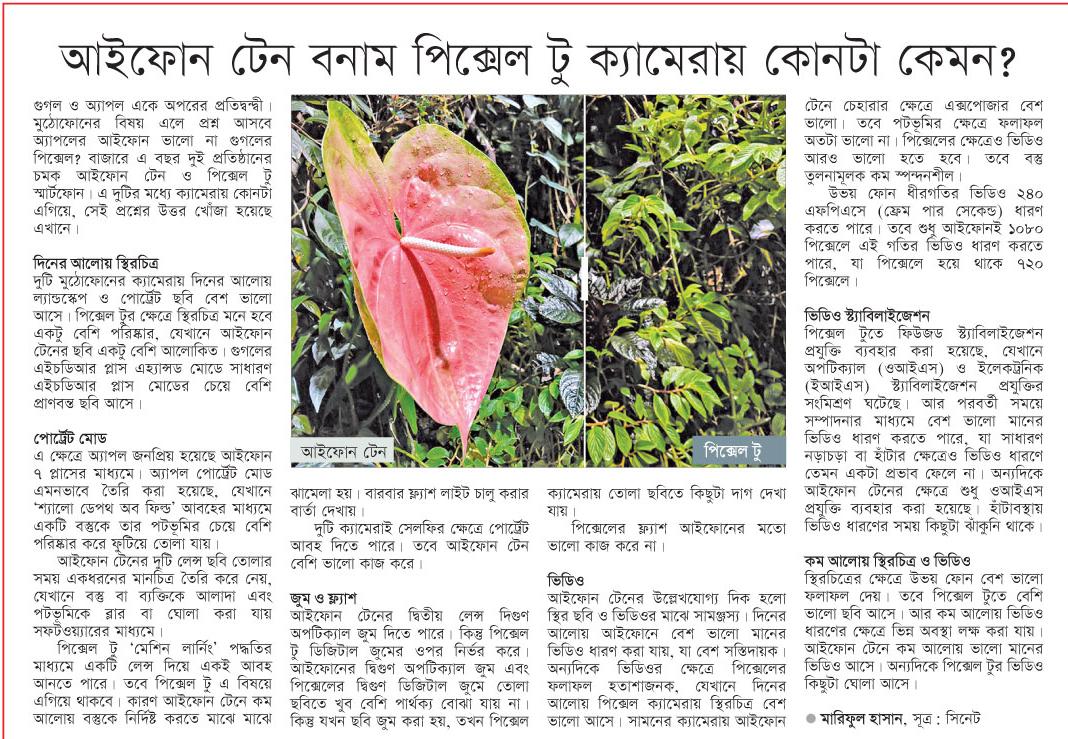 আইফোন টেন বনাম পিক্সেল টু ক্যামেরায় কোনটা কেমন?
গুগল ও অ্যাপল একে অপরের প্রতিদ্বন্দ্বী।
মুঠোফোনের বিষয় এলে প্রশ্ন আসবে
অ্যাপলের আইফোন ভালো না গুগলের
পিক্সেল? বাজারে এ বছর দুই প্রতিষ্ঠানের
চমক আইফোন টেন ও পিক্সেল টু
স্মার্টফোন। এ দুটির মধ্যে ক্যামেরায় কোনটা
এগিয়ে, সেই প্রশ্নের উত্তর খোঁজা হয়েছে
এখানে।
দিনের আলোয় স্থিরচিত্র
দুটি মুঠোফোনের ক্যামেরায় দিনের আলোয়
ল্যান্ডস্কেপ ও পোর্ট্রেট ছবি বেশ ভালো
আসে। পিক্সেল টুর ক্ষেত্রে স্থিরচিত্র মনে হবে
একটু বেশি পরিষ্কার, যেখানে আইফোন
টেনের ছবি একটু বেশি আলোকিত। গুগলের
এইচডিআর প্লাস এহ্যান্সড মোডে সাধারণ
এইচডিআর প্লাস মোডের চেয়ে বেশি
প্রাণবন্ত ছবি আসে।
পোর্ট্রেট মোড
এ ক্ষেত্রে অ্যাপল জনপ্রিয় হয়েছে আইফোন
৭ প্লাসের মাধ্যমে। অ্যাপল পোর্ট্রেট মোড
এমনভাবে তৈরি করা হয়েছে, যেখানে
‘শ্যালো ডেপথ অব ফিল্ড’ আবহের মাধ্যমে
একটি বস্তুকে তার পটভূমির চেয়ে বেশি
পরিষ্কার করে ফুটিয়ে তোলা যায়।
আইফোন টেনের দুটি লেন্স ছবি তোলার
সময় একধরনের মানচিত্র তৈরি করে নেয়,
যেখানে বস্তু বা ব্যক্তিকে আলাদা এবং
পটভূমিকে ব্লার বা ঘোলা করা যায়
সফটওয়্যারের মাধ্যমে।
পিক্সেল টু ‘মেশিন লার্নিং’ পদ্ধতির
মাধ্যমে একটি লেন্স দিয়ে একই আবহ
আনতে পারে। তবে পিক্সেল টু এ বিষয়ে
এগিয়ে থাকবে। কারণ আইফোন টেনে কম
আলোয় বস্তুকে নির্দিষ্ট করতে মাঝে মাঝে
আইফোন টেন
পিক্সেল টু
ঝামেলা হয়। বারবার ফ্ল্যাশ লাইট চালু করার
বার্তা দেখায়।
দুটি ক্যামেরাই সেলফির ক্ষেত্রে পোর্ট্রেট
আবহ দিতে পারে। তবে আইফোন টেন
বেশি ভালো কাজ করে।
জুম ও ফ্ল্যাশ
আইফোন টেনের দ্বিতীয় লেন্স দিগুণ
অপটিক্যাল জুম দিতে পারে। কিন্তু পিক্সেল
টু ডিজিটাল জুমের ওপর নির্ভর করে।
আইফোনের দ্বিগুণ অপটিক্যাল জুম এবং
পিক্সেলের দ্বিগুণ ডিজিটাল জুমে তোলা
ছবিতে খুব বেশি পার্থক্য বোঝা যায় না।
কিন্তু যখন ছবি জুম করা হয়, তখন পিক্সেল
ক্যামেরায় তোলা ছবিতে কিছুটা দাগ দেখা
যায়।
পিক্সেলের ফ্ল্যাশ আইফোনের মতো
ভালো কাজ করে না।
ভিডিও
আইফোন টেনের উল্লেখযোগ্য দিক হলো
স্থির ছবি ও ভিডিওর মাঝে সামঞ্জস্য। দিনের
আলোয় আইফোনে বেশ ভালো মানের
ভিডিও ধারণ করা যায়, যা বেশ সন্তিদায়ক।
অন্যদিকে ভিডিওর ক্ষেত্রে পিক্সেলের
ফলাফল হতাশাজনক, যেখানে দিনের
আলোয় পিক্সেল ক্যামেরায় স্থিরচিত্র বেশ
ভালো আসে। সামনের ক্যামেরায় আইফোন
টেনে চেহারার ক্ষেত্রে এক্সপোজার বেশ
ভালো। তবে পটভূমির ক্ষেত্রে ফলাফল
অতটা ভালো না। পিক্সেলের ক্ষেত্রেও ভিডিও
আরও ভালো হতে হবে। তবে বস্তু
তুলনামূলক কম স্পন্দনশীল।
উভয় ফোন ধীরগতির ভিডিও ২৪০
এফপিএসে (ফ্রেম পার সেকেন্ড) ধারণ
করতে পারে। তবে শুধু আইফোনই ১০৮০
পিক্সেলে এই গতির ভিডিও ধারণ করতে
পারে, যা পিক্সেলে হয়ে থাকে ৭২০
পিক্সেলে।
ভিডিও স্ট্যাবিলাইজেশন
পিক্সেল টুতে ফিউজড স্ট্যাবিলাইজেশন
প্রযুক্তি ব্যবহার করা হয়েছে, যেখানে
অপটিক্যাল (ওআইএস) ও ইলেকট্রনিক
(ইআইএস) স্ট্যাবিলাইজেশন প্রযুক্তির
সংমিশ্রণ ঘটেছে। আর পরবর্তী সময়ে
সম্পাদনার মাধ্যমে বেশ ভালো মানের
ভিডিও ধারণ করতে পারে, যা সাধারণ
নড়াচড়া বা হাঁটার ক্ষেত্রেও ভিডিও ধারণে
তেমন একটা প্রভাব ফেলে না। অন্যদিকে
আইফোন টেনের ক্ষেত্রে শুধু ওআইএস
প্রযুক্তি ব্যবহার করা হয়েছে। হাঁটাবস্থায়
ভিডিও ধারণের সময় কিছুটা ঝাঁকুনি থাকে।
কম আলোয় স্থিরচিত্র ও ভিডিও
স্থিরচিত্রের ক্ষেত্রে উভয় ফোন বেশ ভালো
ফলাফল দেয়। তবে পিক্সেল টুতে বেশি
ভালো ছবি আসে। আর কম আলোয় ভিডিও
ধারণের ক্ষেত্রে ভিন্ন অবস্থা লক্ষ করা যায়।
আইফোন টেনে কম আলোয় ভালো মানের
ভিডিও আসে। অন্যদিকে পিক্সেল টুর ভিডিও
কিছুটা ঘোলা আসে।
● মারিফুল হাসান, সূত্র : সিনেট